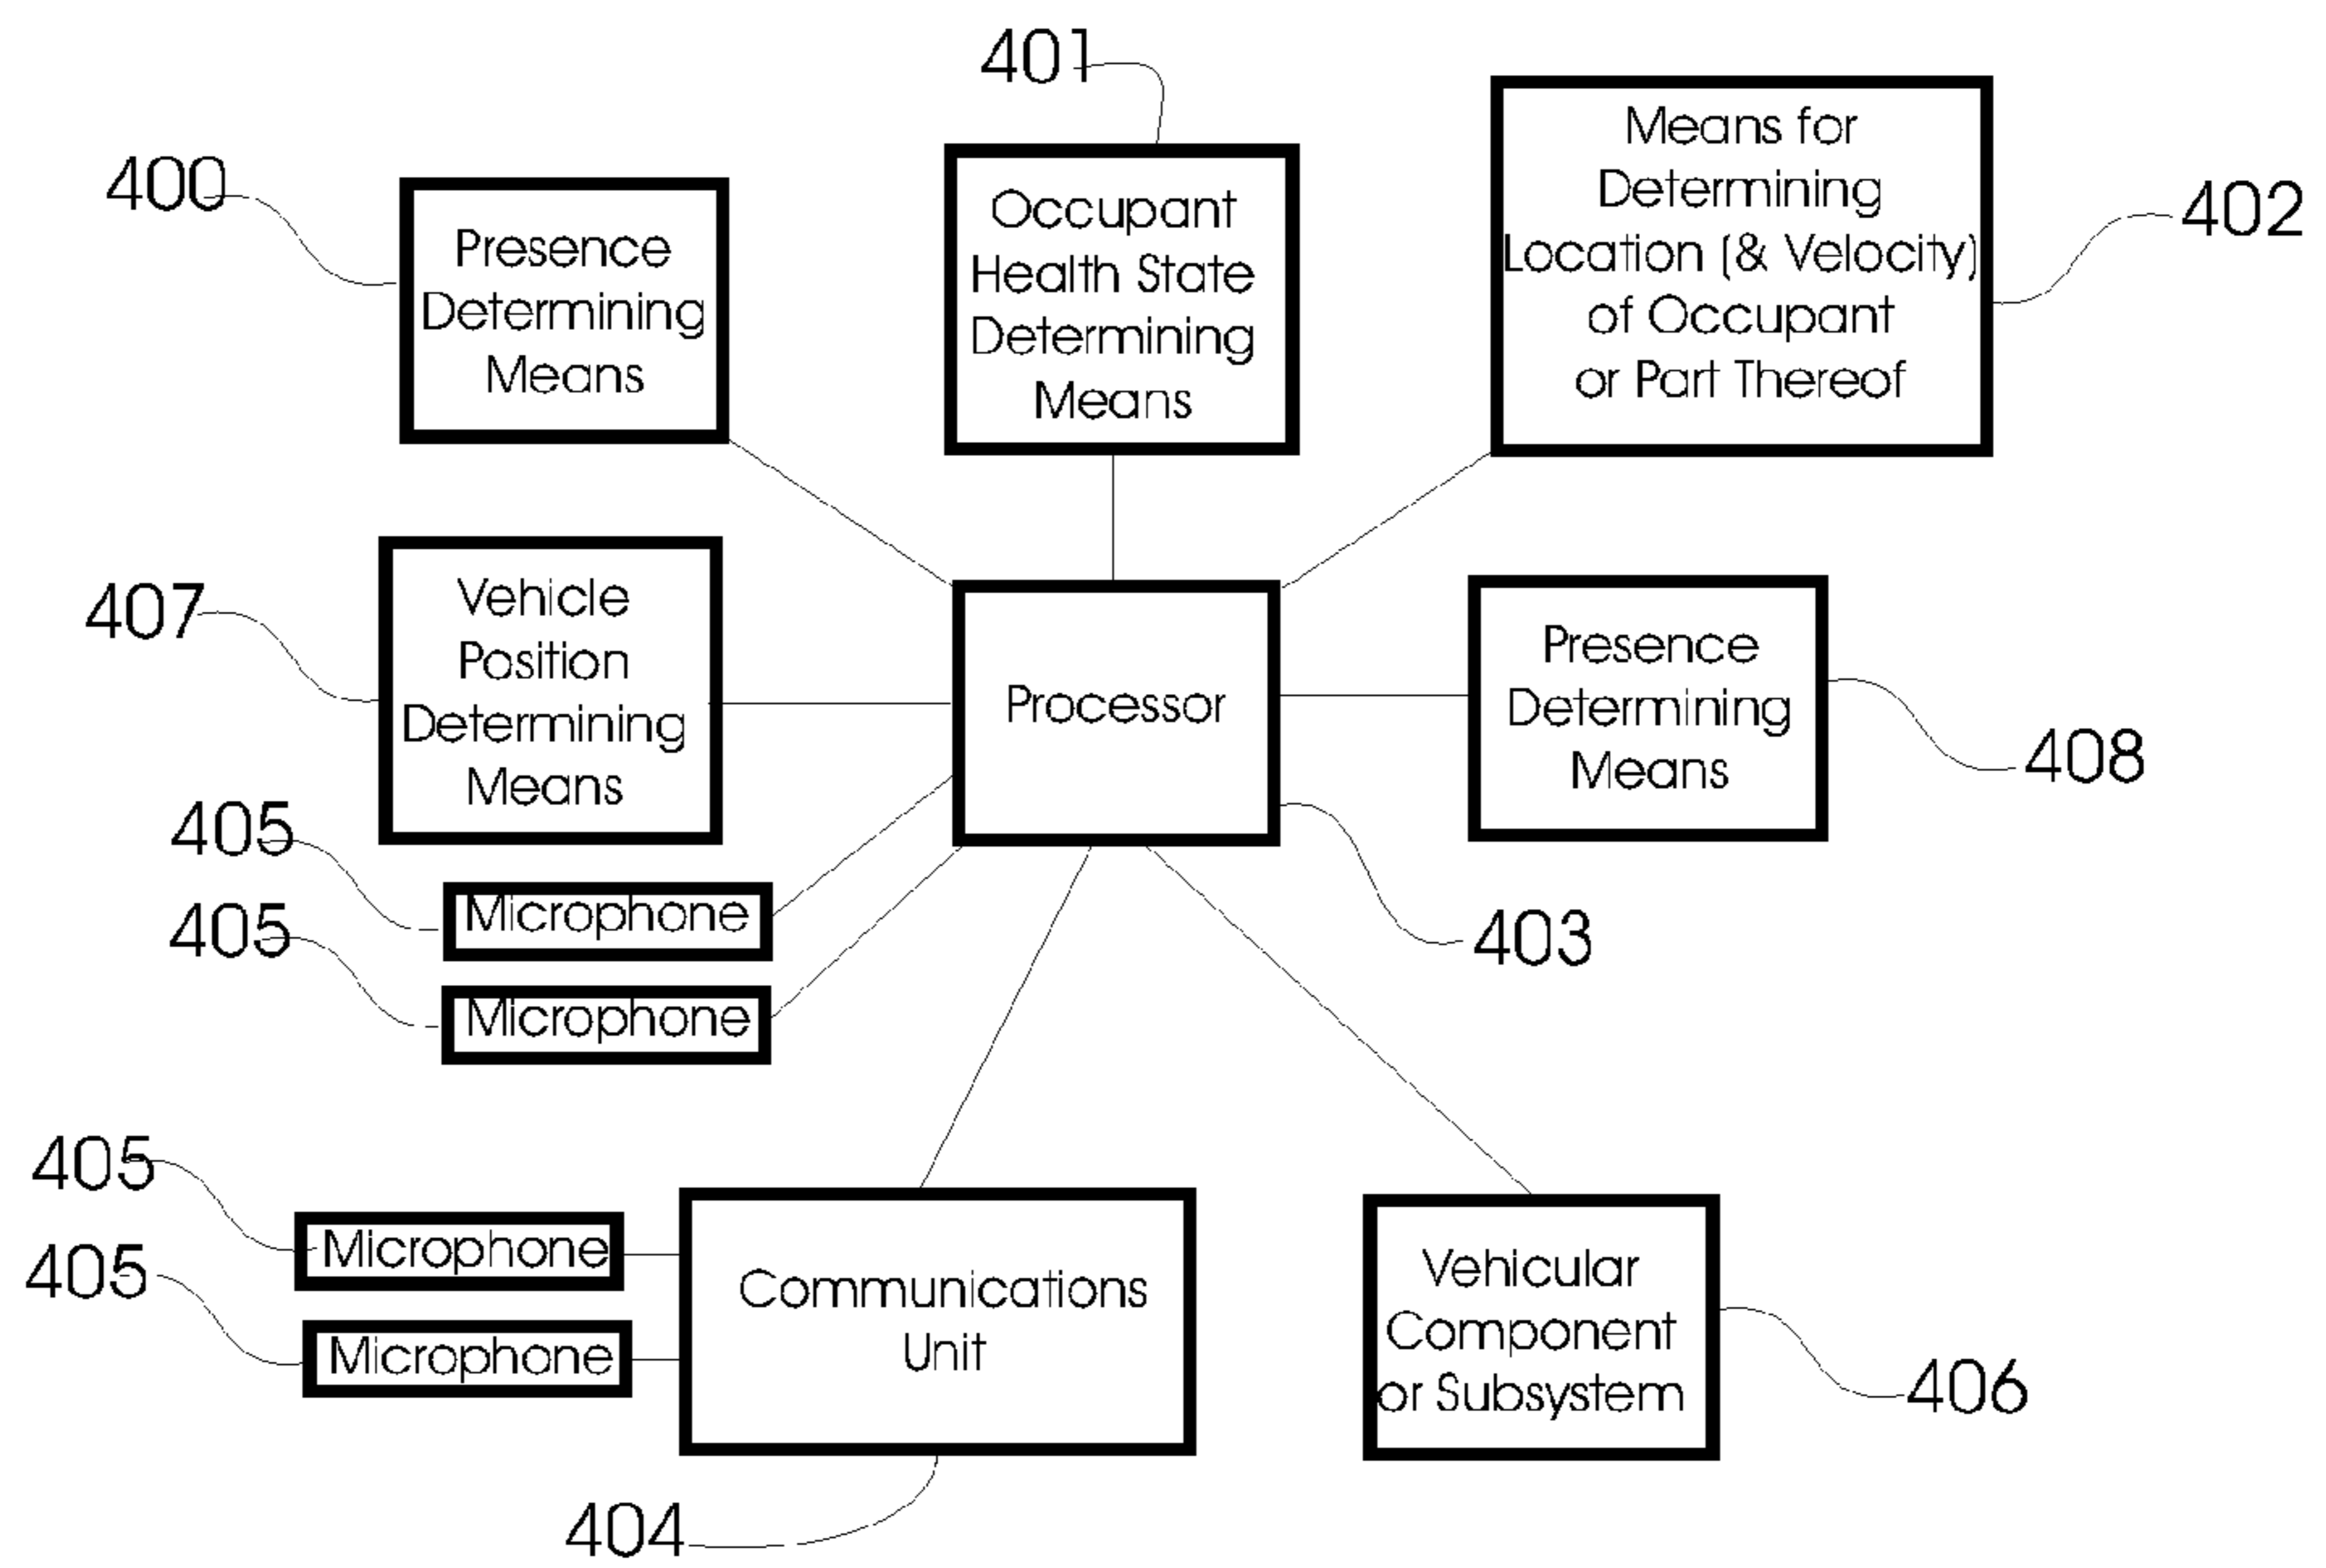 401
400
Presence
Determining
Means
Occupant
Health State
Determining
Means
Means for
Determining
Location (& Velocity)
of Occupant
or Part Thereof
402
407
Vehicle
Position
Determining
Means
Processor
Presence
Determining
Means
408
405
Microphone
405
Microphone
403
405
Microphone
405
Microphone
Communications
Unit
404
Vehicular
Component
or Subsystem
406